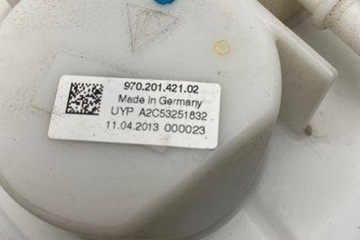 970.201.421.02
Made in Germany
UYP A2C53251832
11.04.2013 000023